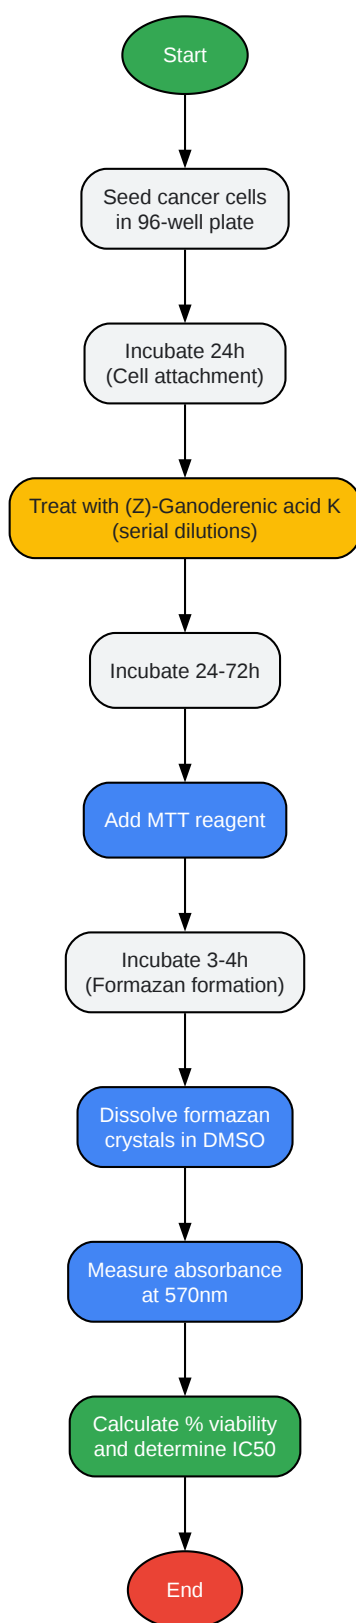 Start
Seed cancer cells
in 96-well plate
Incubate 24h
(Cell attachment)
Treat with (Z)-Ganoderenic acid K
(serial dilutions)
Incubate 24-72h
Add MTT reagent
Incubate 3-4h
(Formazan formation)
Dissolve formazan
crystals in DMSO
Measure absorbance
at 570nm
Calculate % viability
and determine IC50
End